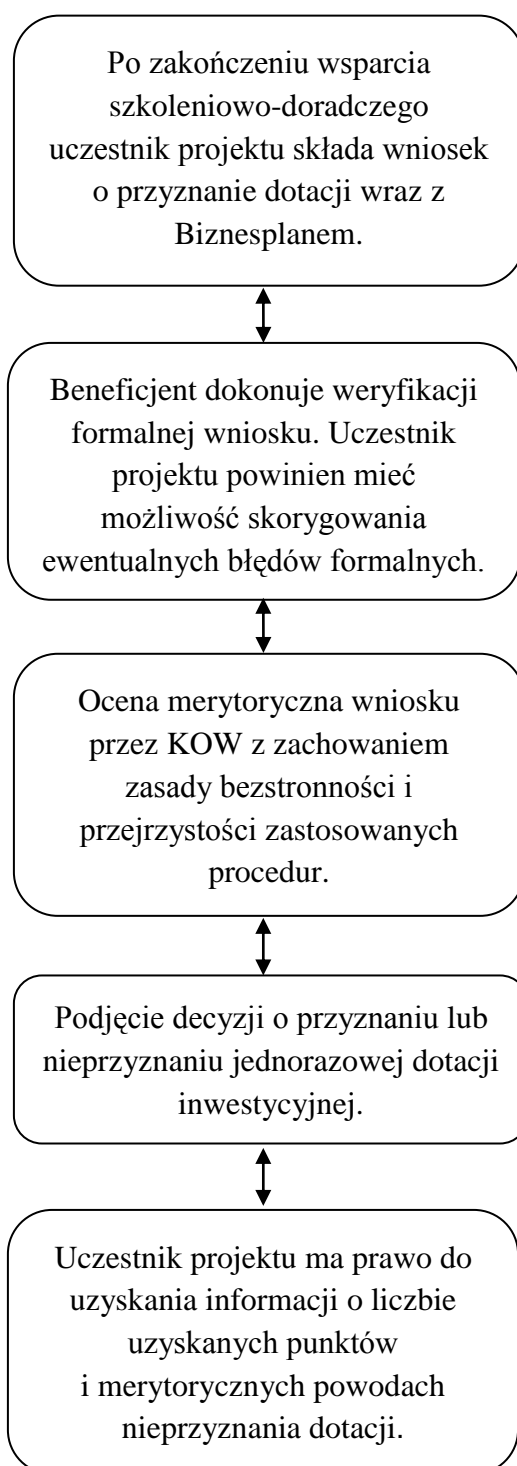 Po zakończeniu wsparcia
szkoleniowo-doradczego
uczestnik projektu składa wniosek
o przyznanie dotacji wraz z
Biznesplanem.
Beneficjent dokonuje weryfikacji
formalnej wniosku. Uczestnik
projektu powinien mieć
możliwość skorygowania
ewentualnych błędów formalnych.
Ocena merytoryczna wniosku
przez KOW z zachowaniem
zasady bezstronności i
przejrzystości zastosowanych
procedur.
Podjęcie decyzji o przyznaniu lub
nieprzyznaniu jednorazowej dotacji
inwestycyjnej.
Uczestnik projektu ma prawo do
uzyskania informacji o liczbie
uzyskanych punktów
i merytorycznych powodach
nieprzyznania dotacji.